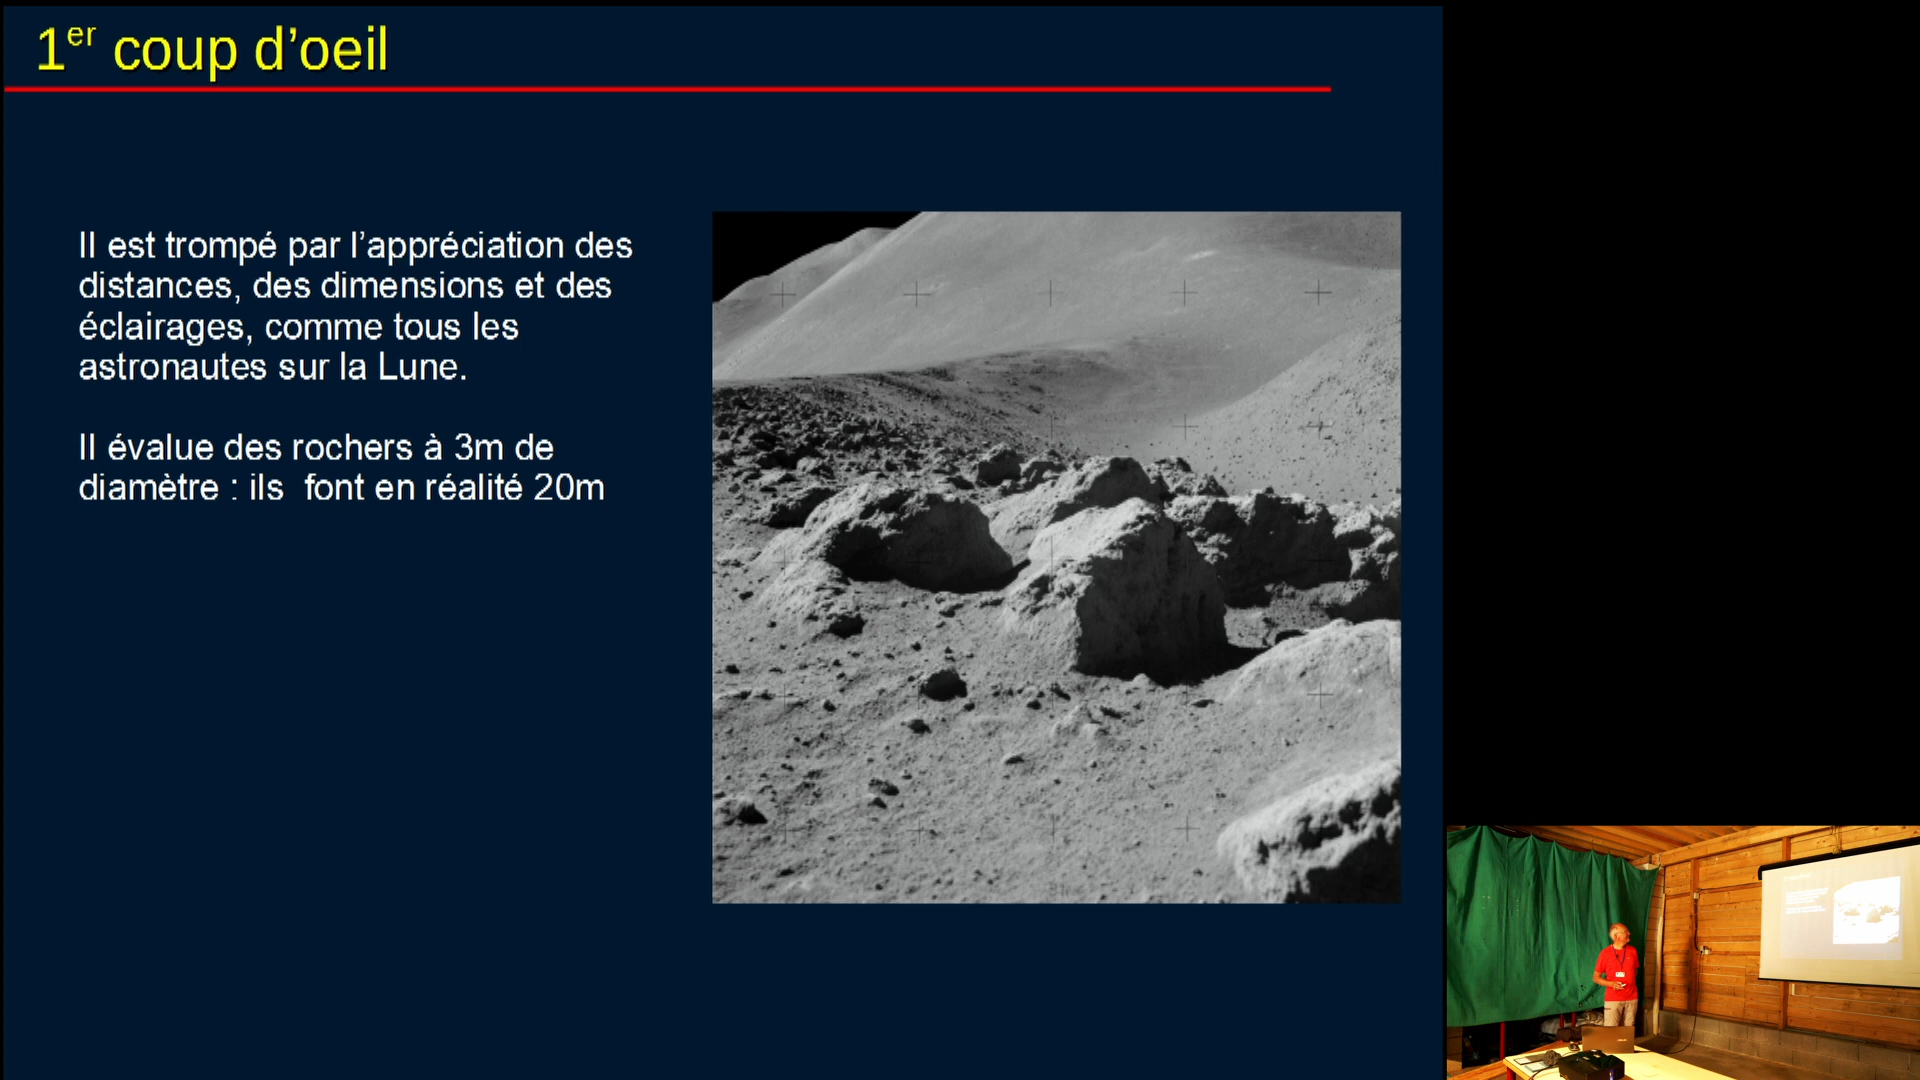 1er coup d’oeil
Il est trompé par l’appréciation des
distances, des dimensions et des
éclairages, comme tous les
astronautes sur la Lune.
Il évalue des rochers à 3m de
diamètre : ils  font en réalité 20m